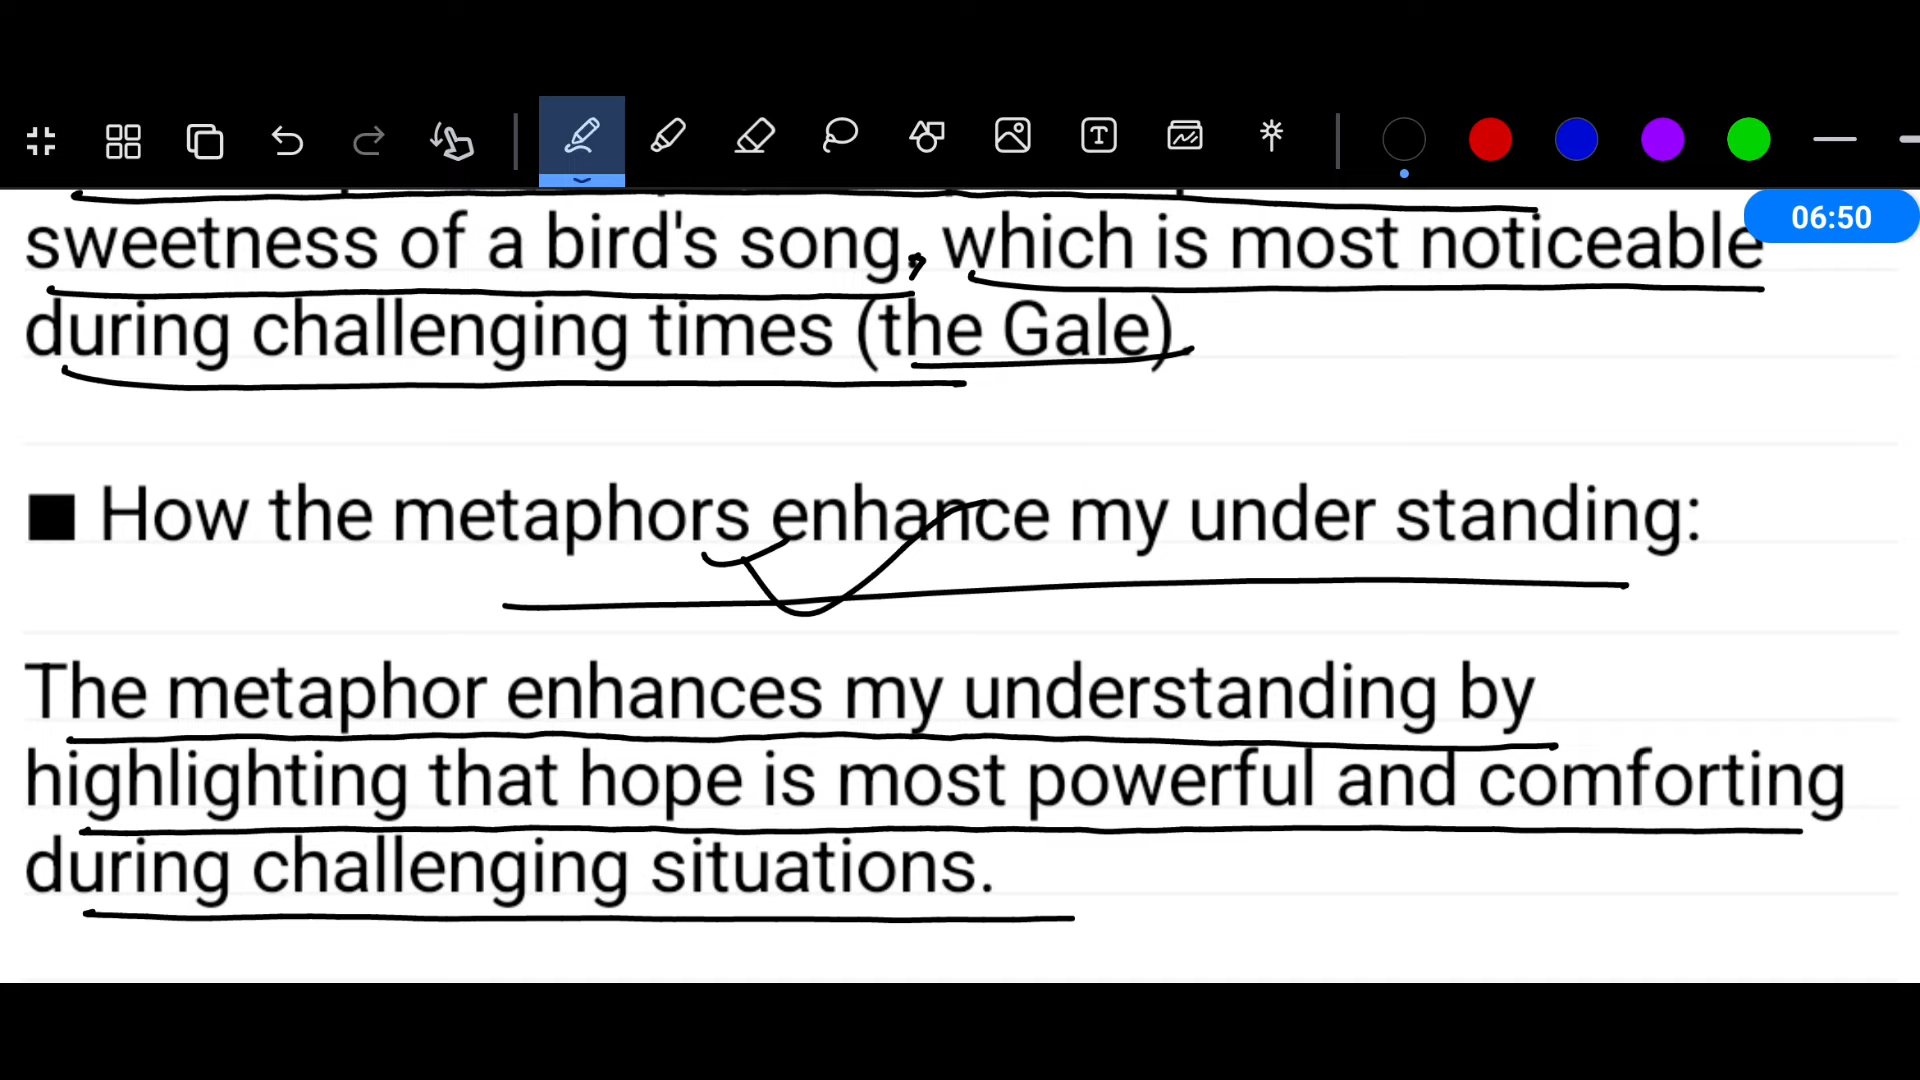 06:50
sweetness of a bird's song, which is most noticeable
during challenging times (the Gale).
■ How the metaphors enhance my under standing:
The metaphor enhances my understanding by
highlighting that hope is most powerful and comforting
during challenging situations.